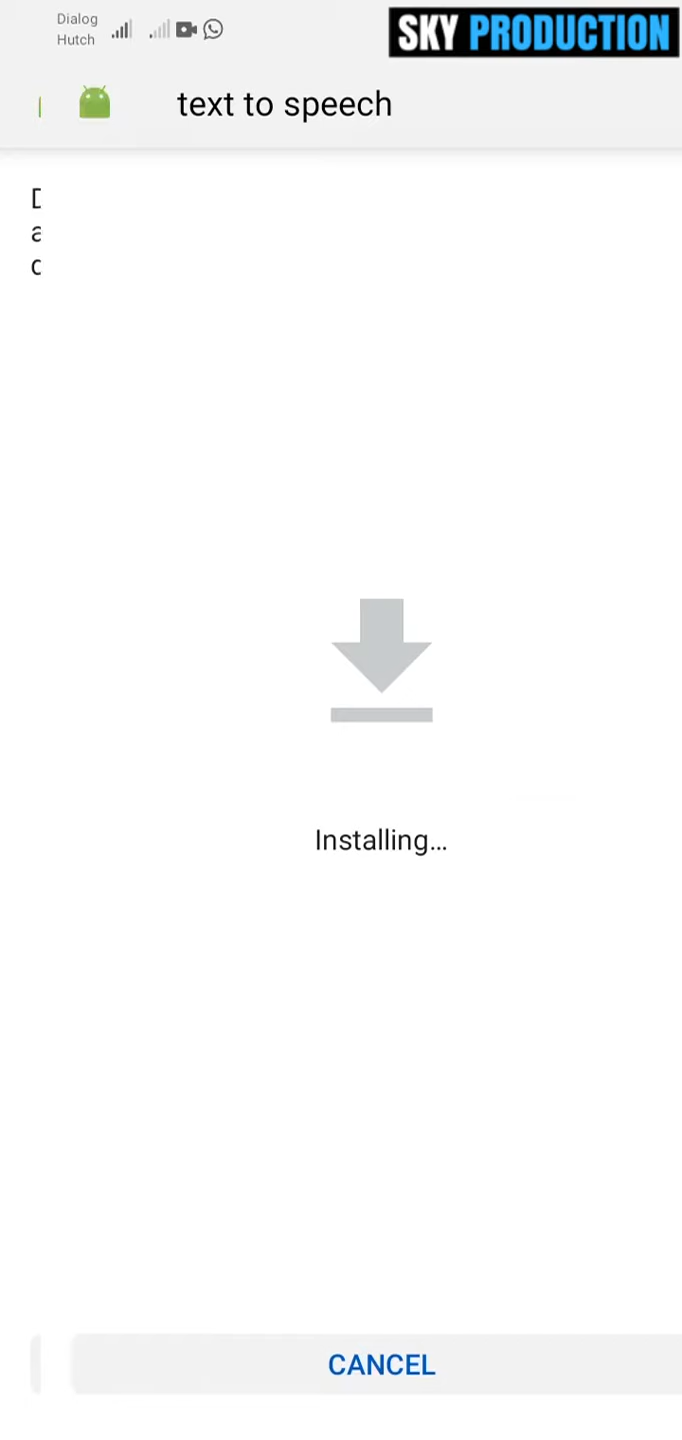 Dialog
Hutch
SKY PRODUCTION
text to speech
Installing...
CANCEL